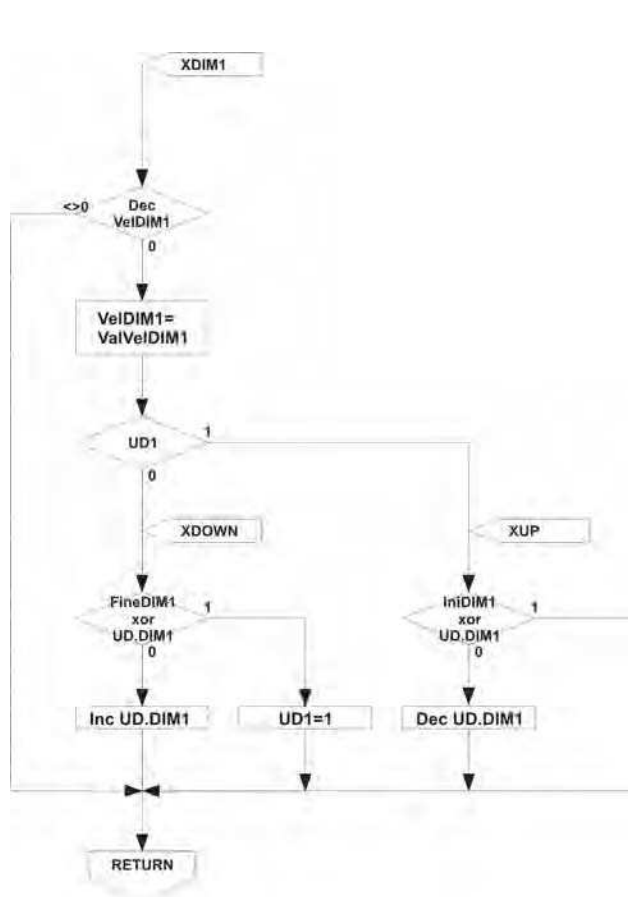 XDIM1
<>0
Dec
VelDIM1
0
VelDIM1=
ValVelDIM1
UD1
1
0
XDOWN
XUP
FineDIM1
xor
UD.DIM1
1
0
IniDIM1
xor
UD.DIM1
1
0
Inc UD.DIM1
UD1=1
Dec UD.DIM1
RETURN